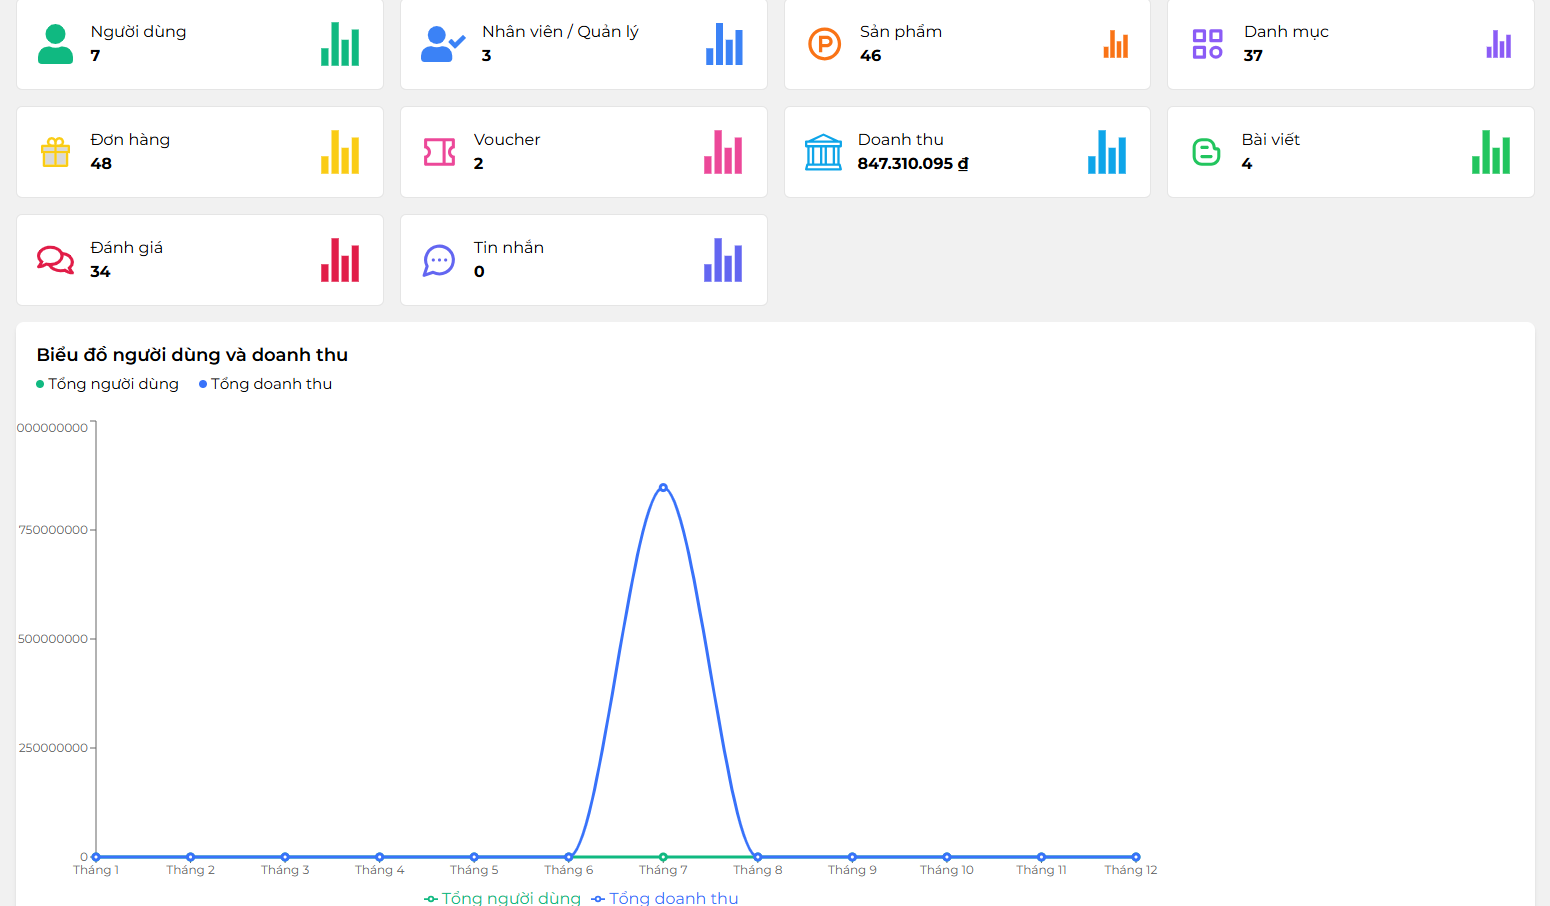 Người dùng
7
Nhân viên / Quản lý
3
Sản phẩm
46
Danh mục
37
Đơn hàng
48
Voucher
2
Doanh thu
847.310.095 ₫
Bài viết
4
Đánh giá
34
Tin nhắn
0
Biểu đồ người dùng và doanh thu
Tổng người dùng Tổng doanh thu
000000000
750000000
500000000
250000000
0
Tháng 1 Tháng 2 Tháng 3 Tháng 4 Tháng 5 Tháng 6 Tháng 7 Tháng 8 Tháng 9 Tháng 10 Tháng 11 Tháng 12
Tổng người dùng Tổng doanh thu